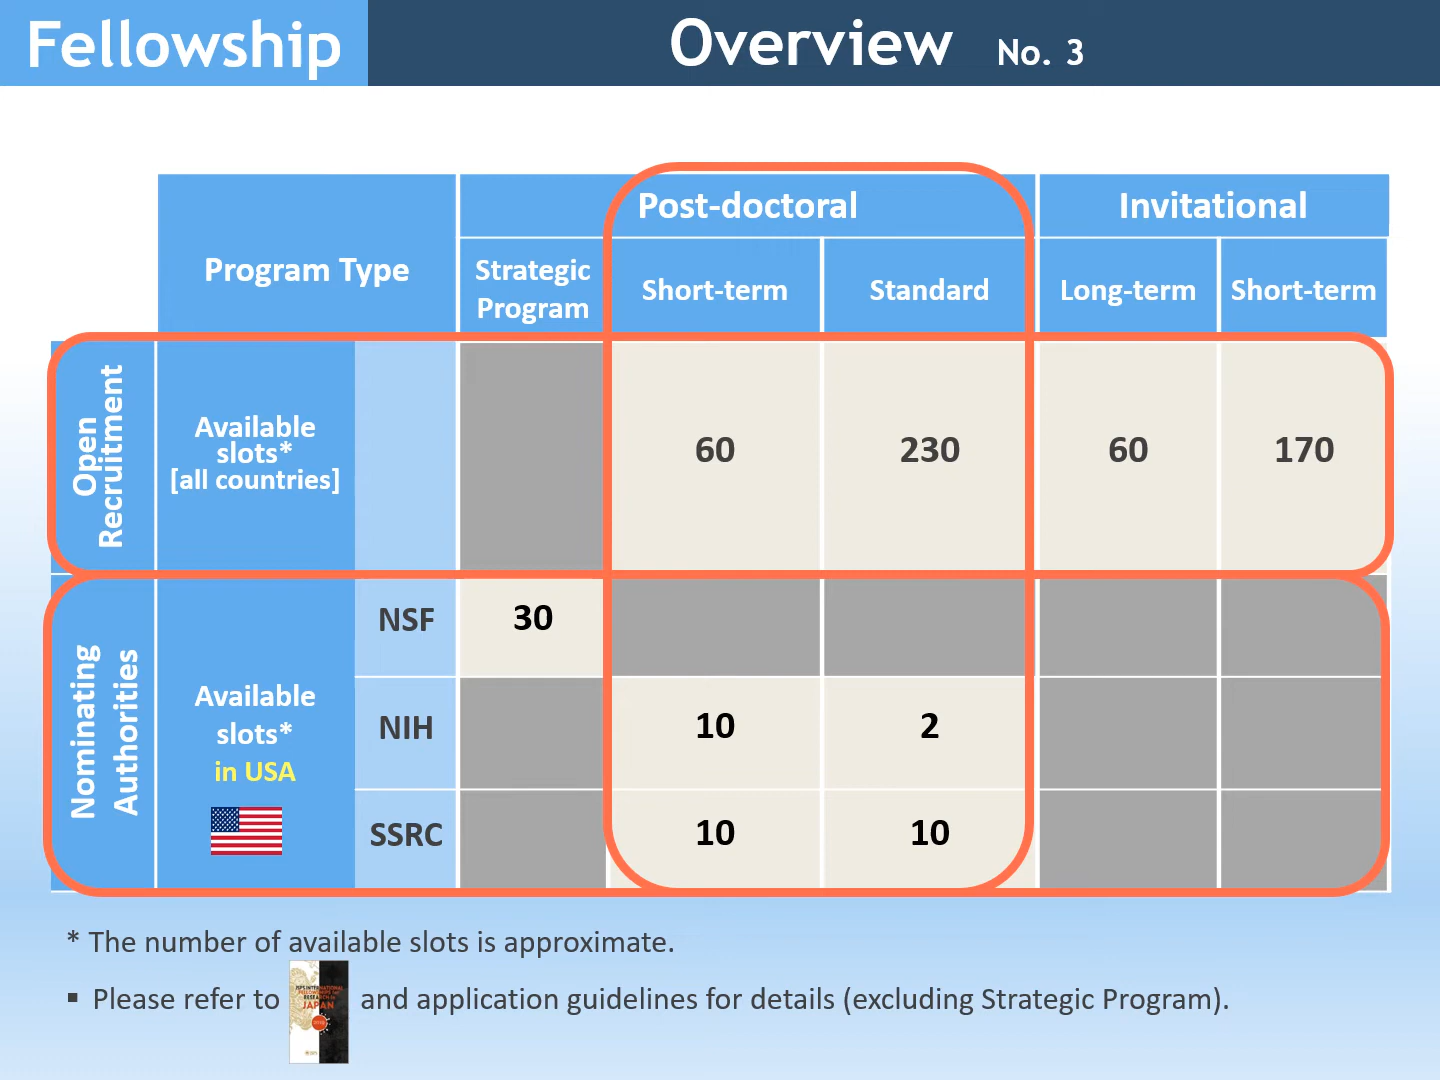 Fellowship
Overview No. 3
Program Type
Post-doctoral
Invitational
Strategic
Program
Short-term
Standard
Long-term
Short-term
Open
Recruitment
Available
slots*
[all countries]
60
230
60
170
Nominating
Authorities
Available
slots*
in USA
NSF
30
NIH
10
2
SSRC
10
10
* The number of available slots is approximate.
▪ Please refer to and application guidelines for details (excluding Strategic Program).
JAPAN